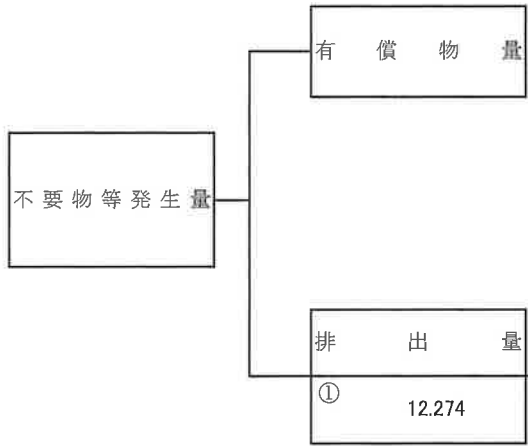 有償物量
不要物等発生量
排出量
①
12.274